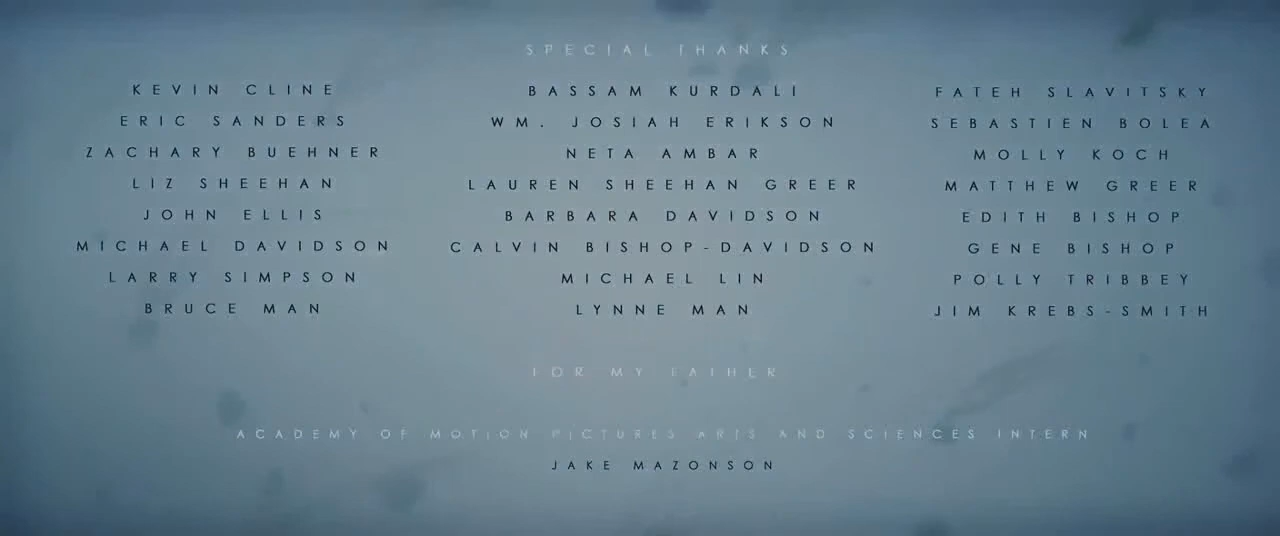 SPECIAL THANKS
KEVIN CLINE
ERIC SANDERS
ZACHARY BUEHNER
LIZ SHEEHAN
JOHN ELLIS
MICHAEL DAVIDSON
LARRY SIMPSON
BRUCE MAN
BASSAM KURDALI
WM. JOSIAH ERIKSON
NETA AMBAR
LAUREN SHEEHAN GREER
BARBARA DAVIDSON
CALVIN BISHOP-DAVIDSON
MICHAEL LIN
LYNNE MAN
FATEH SLAVITSKY
SEBASTIEN BOLEA
MOLLY KOCH
MATTHEW GREER
EDITH BISHOP
GENE BISHOP
POLLY TRIBBEY
JIM KREBS-SMITH
FOR MY FATHER
ACADEMY OF MOTION PICTURES ARTS AND SCIENCES INTERN
JAKE MAZONSON